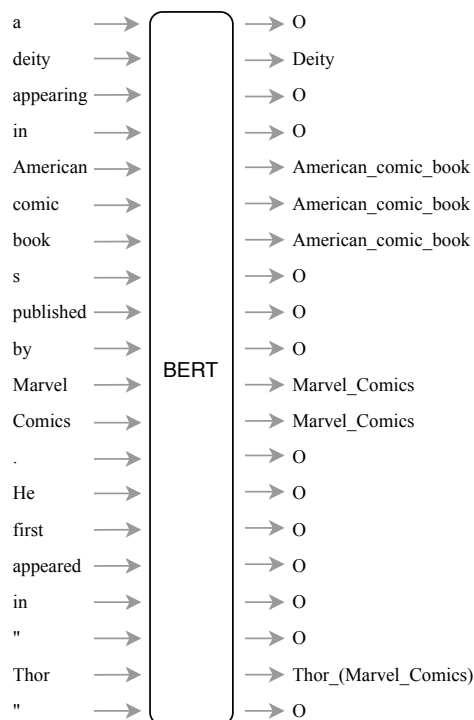 a O
deity Deity
appearing O
in O
American American_comic_book
comic American_comic_book
book American_comic_book
s O
published O
by O
BERT
Marvel Marvel_Comics
Comics Marvel_Comics
. O
He O
first O
appeared O
in O
" O
Thor Thor_(Marvel_Comics)
" O